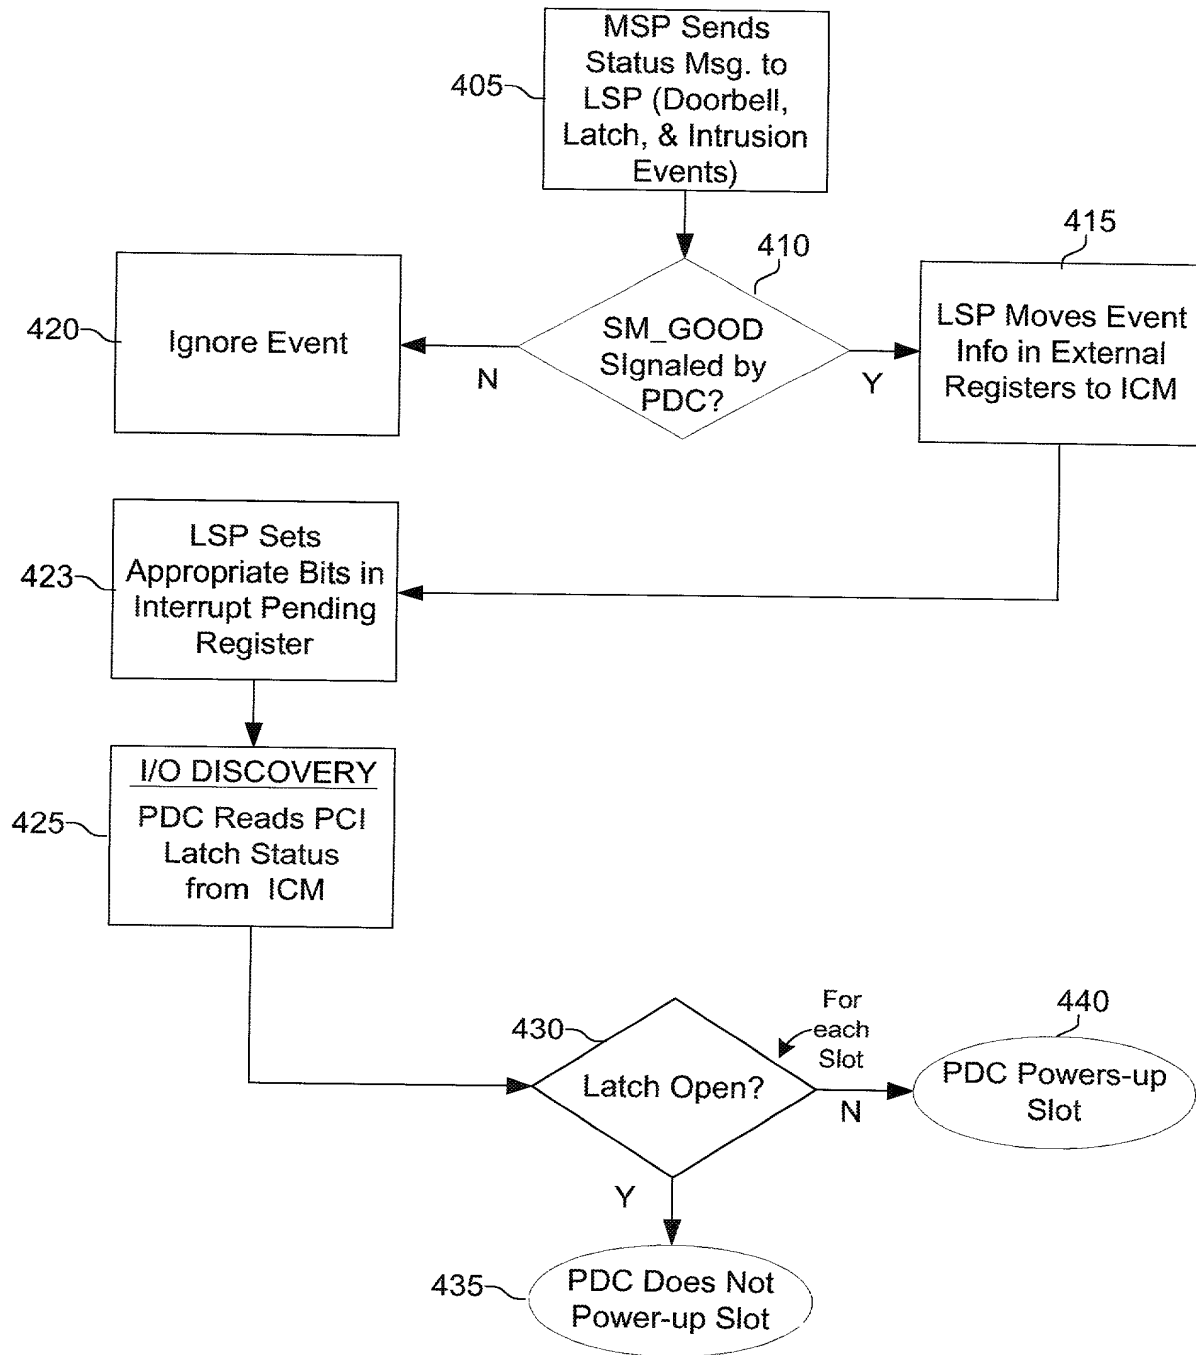 MSP Sends
Status Msg. to
LSP (Doorbell,
Latch, & Intrusion
Events)
405
410
415
SM_GOOD
SIgnaled by
PDC?
N
Y
420
Ignore Event
LSP Moves Event
Info in External
Registers to ICM
423
LSP Sets
Appropriate Bits in
Interrupt Pending
Register
425
I/O DISCOVERY
PDC Reads PCI
Latch Status
from ICM
430
For
each
Slot
Latch Open?
N
Y
440
PDC Powers-up
Slot
435
PDC Does Not
Power-up Slot